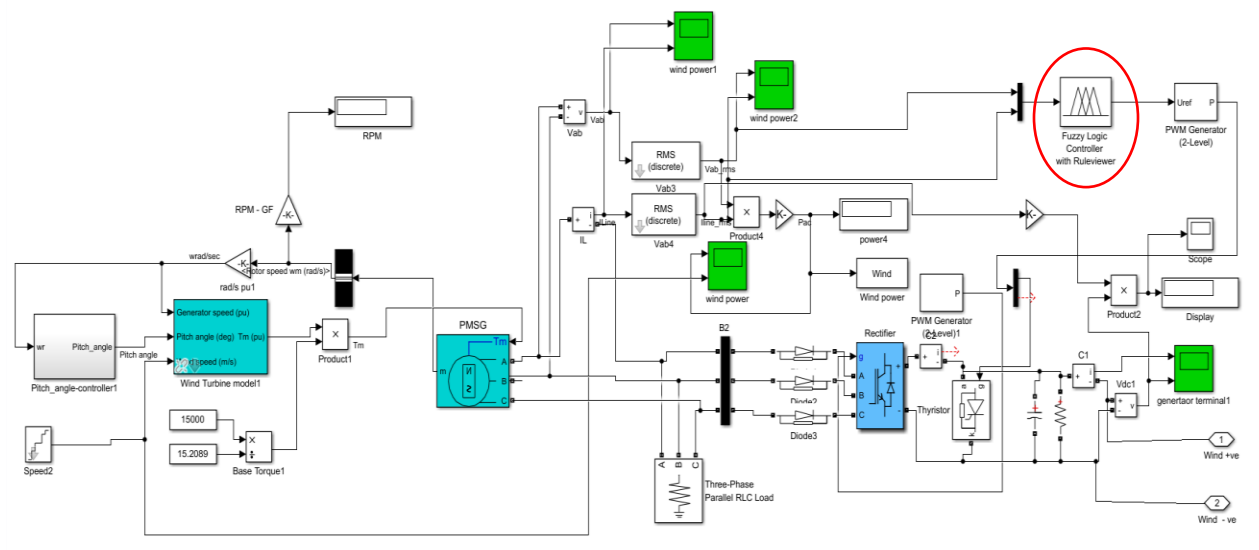 wind power1
wind power2
+
-
v
Vab
Vab
RPM
RMS
(discrete)
Vab_rms
Vab3
Fuzzy Logic
Controller
with Ruleviewer
Uref
P
PWM Generator
(2-Level)
RPM - GF
-K-
+
-
i
ILine
IL
RMS
(discrete)
Iline_rms
Vab4
×
Product4
K-
Pac
power4
K-
Scope
wrad/sec
-K-
<Rotor speed wm (rad/s)>
rad/s pu1
wind power
Wind
Wind power
P
PWM Generator
(2-Level)1
×
Product2
Display
wr
Pitch_angle
Pitch_angle-controller1
Pitch angle
Generator speed (pu)
Pitch angle (deg)
Tm (pu)
speed (m/s)
Wind Turbine model1
×
Product1
Tm
PMSG
Tm
m
N
S
A
B
C
B2
Diode3
Rectifier
g
A
B
C
+
-
C2
+
i
-
a
g
k
Thyristor
C1
+
i
-
Vdc1
+
-
v
genertaor terminal1
15000
15.2089
×
÷
Base Torque1
Speed2
A
B
C
Three-Phase
Parallel RLC Load
1
Wind +ve
2
Wind - ve